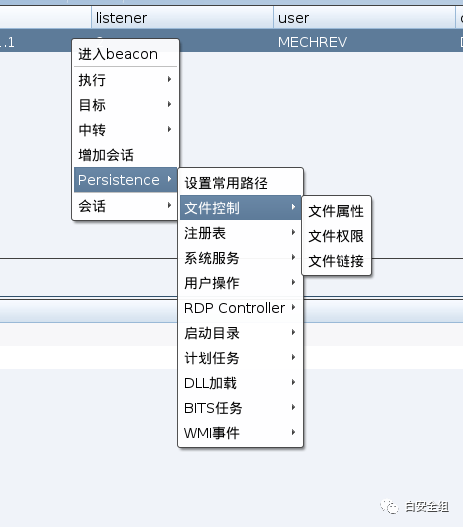 listener
user
.1
MECHREV
进入beacon
执行
目标
中转
增加会话
Persistence
会话
设置常用路径
文件控制
注册表
系统服务
用户操作
RDP Controller
启动目录
计划任务
DLL加载
BITS任务
WMI事件
文件属性
文件权限
文件链接
白安全组